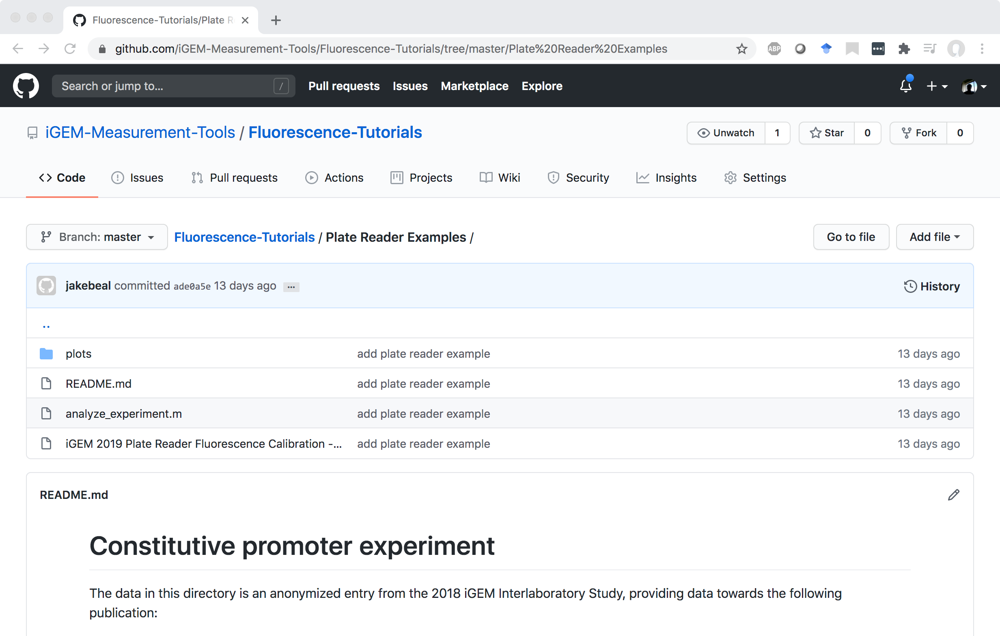 Fluorescence-Tutorials/Plate R
github.com/iGEM-Measurement-Tools/Fluorescence-Tutorials/tree/master/Plate%20Reader%20Examples
ABP
Search or jump to... /
Pull requests Issues Marketplace Explore
iGEM-Measurement-Tools / Fluorescence-Tutorials
Unwatch 1 Star 0 Fork 0
Code Issues Pull requests Actions Projects Wiki Security Insights Settings
Branch: master Fluorescence-Tutorials / Plate Reader Examples / Go to file Add file
jakebeal committed ade0a5e 13 days ago ... History
..
plots add plate reader example 13 days ago
README.md add plate reader example 13 days ago
analyze_experiment.m add plate reader example 13 days ago
iGEM 2019 Plate Reader Fluorescence Calibration -... add plate reader example 13 days ago
README.md
Constitutive promoter experiment
The data in this directory is an anonymized entry from the 2018 iGEM Interlaboratory Study, providing data towards the following
publication: